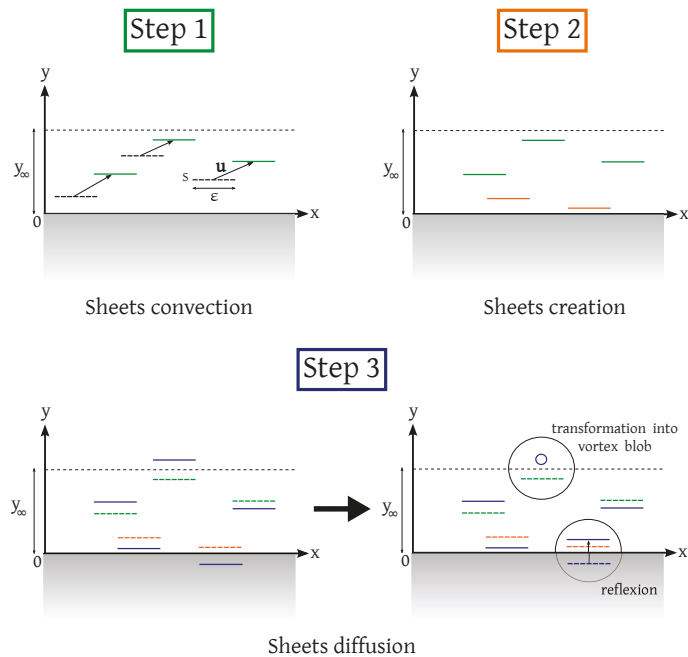 Step 1
Step 2
y
y∞
u
s
ε
0
x
y
y∞
0
x
Sheets convection
Sheets creation
Step 3
y
y∞
0
x
y
transformation into
vortex blob
y∞
0
x
reflexion
Sheets diffusion